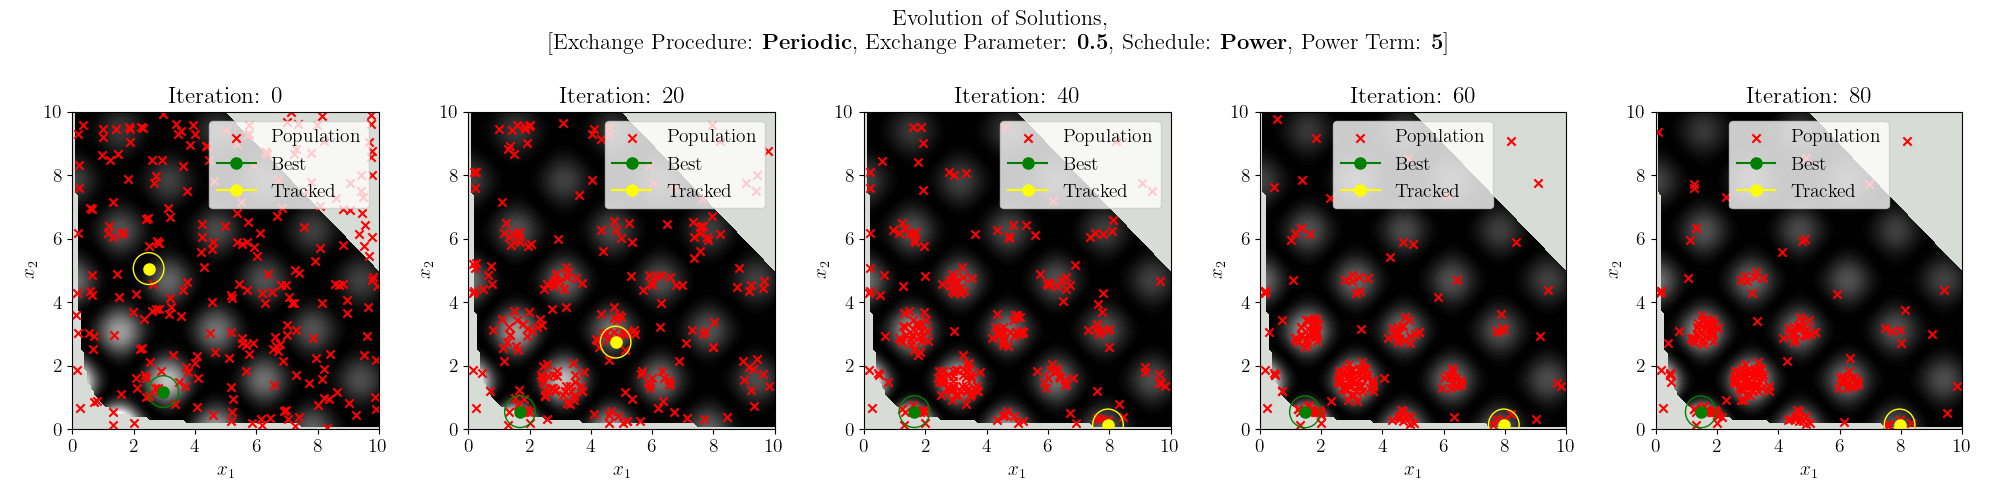 Evolution of Solutions,
[Exchange Procedure: Periodic, Exchange Parameter: 0.5, Schedule: Power, Power Term: 5]
Iteration: 0
10
8
6
4
2
0
x2
0 2 4 6 8 10
x1
Population
Best
Tracked
Iteration: 20
10
8
6
4
2
0
x2
0 2 4 6 8 10
x1
Population
Best
Tracked
Iteration: 40
10
8
6
4
2
0
x2
0 2 4 6 8 10
x1
Population
Best
Tracked
Iteration: 60
10
8
6
4
2
0
x2
0 2 4 6 8 10
x1
Population
Best
Tracked
Iteration: 80
10
8
6
4
2
0
x2
0 2 4 6 8 10
x1
Population
Best
Tracked